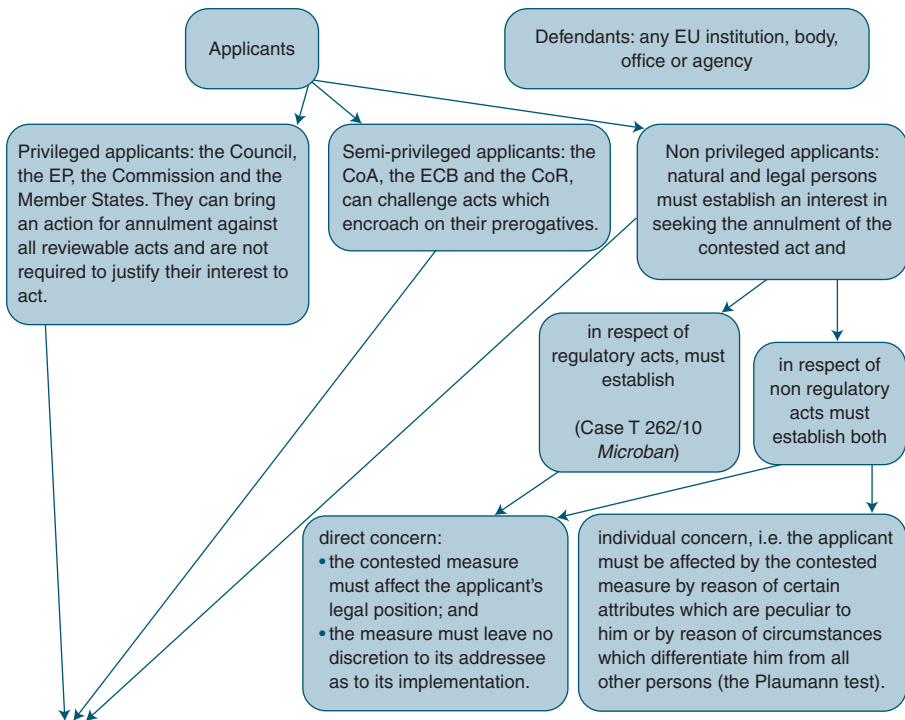 Applicants
Defendants: any EU institution, body,
office or agency
Privileged applicants: the Council,
the EP, the Commission and the
Member States. They can bring
an action for annulment against
all reviewable acts and are not
required to justify their interest to
act.
Semi-privileged applicants: the
CoA, the ECB and the CoR,
can challenge acts which
encroach on their prerogatives.
Non privileged applicants:
natural and legal persons
must establish an interest in
seeking the annulment of the
contested act and
in respect of
regulatory acts, must
establish
(Case T 262/10
Microban)
in respect of
non regulatory
acts must
establish both
direct concern:
• the contested measure
must affect the applicant's
legal position; and
• the measure must leave no
discretion to its addressee
as to its implementation.
individual concern, i.e. the applicant
must be affected by the contested
measure by reason of certain
attributes which are peculiar to
him or by reason of circumstances
which differentiate him from all
other persons (the Plaumann test).